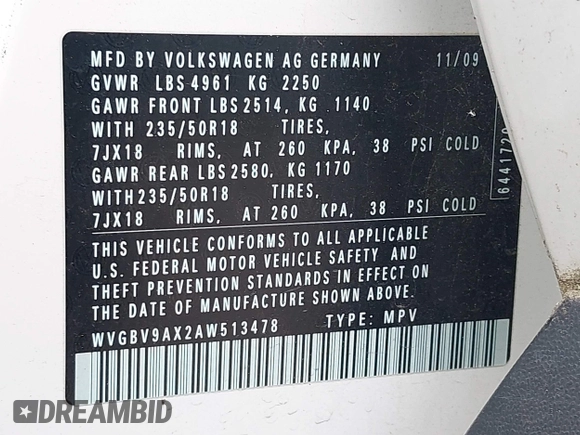 MFD BY VOLKSWAGEN AG GERMANY 11/09
GVWR LBS 4961 KG 2250
GAWR FRONT LBS 2514, KG 1140
WITH 235/50R18 TIRES,
7JX18 RIMS, AT 260 KPA, 38 PSI COLD
GAWR REAR LBS 2580, KG 1170
WITH 235/50R18 TIRES,
7JX18 RIMS, AT 260 KPA, 38 PSI COLD
THIS VEHICLE CONFORMS TO ALL APPLICABLE
U.S. FEDERAL MOTOR VEHICLE SAFETY AND
THEFT PREVENTION STANDARDS IN EFFECT ON
THE DATE OF MANUFACTURE SHOWN ABOVE.
WVGBV9AX2AW513478 TYPE: MPV
DREAMBID